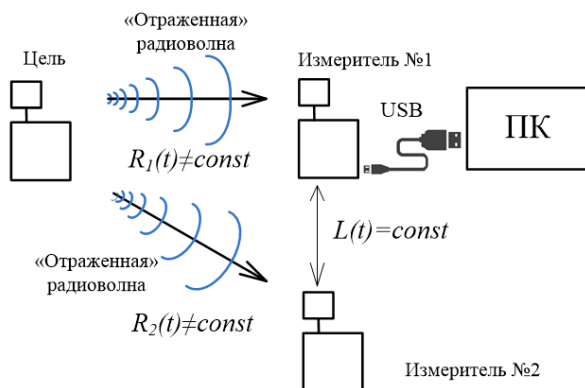 «Отраженная»
радиоволна
Цель
Измеритель №1
USB
ПК
R₁(t)≠const
L(t)=const
«Отраженная»
радиоволна
R₂(t)≠const
Измеритель №2